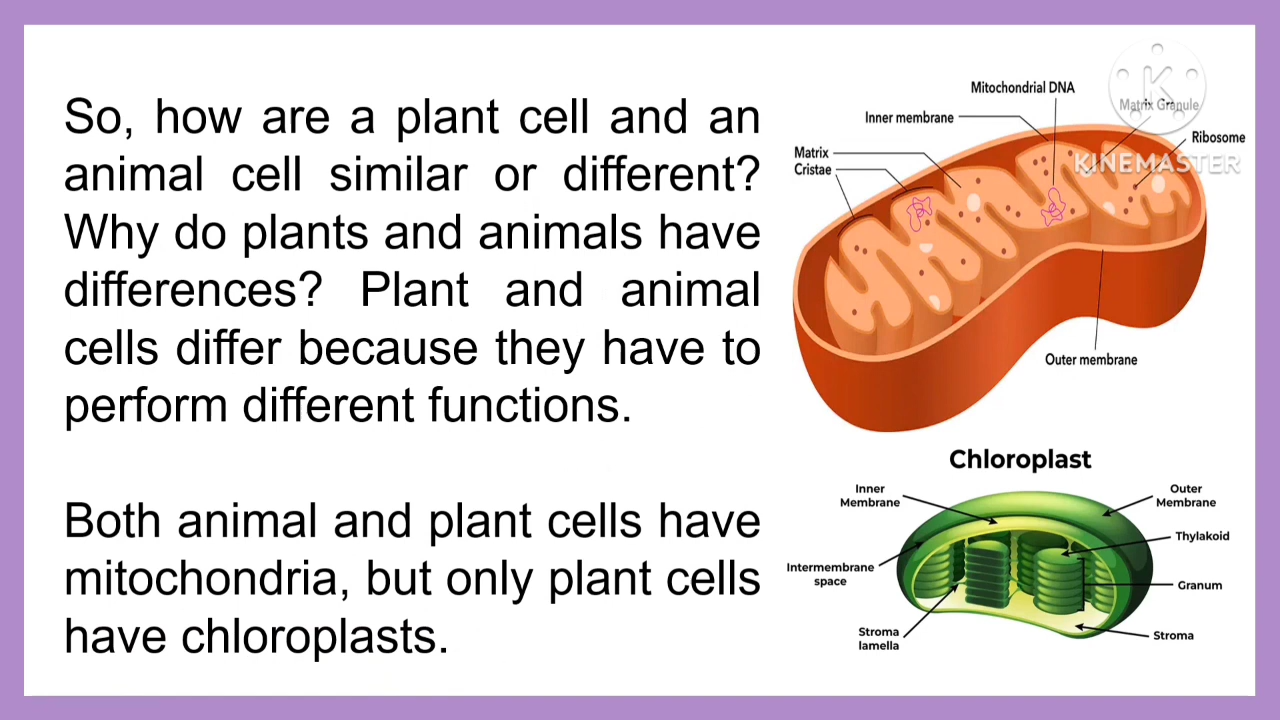 So, how are a plant cell and an
animal cell similar or different?
Why do plants and animals have
differences? Plant and animal
cells differ because they have to
perform different functions.
Both animal and plant cells have
mitochondria, but only plant cells
have chloroplasts.
Mitochondrial DNA
Matrix Granule
Inner membrane
Ribosome
Matrix
Cristae
K
KINEMASTER
Outer membrane
Chloroplast
Inner
Membrane
Outer
Membrane
Thylakoid
Intermembrane
space
Granum
Stroma
lamella
Stroma